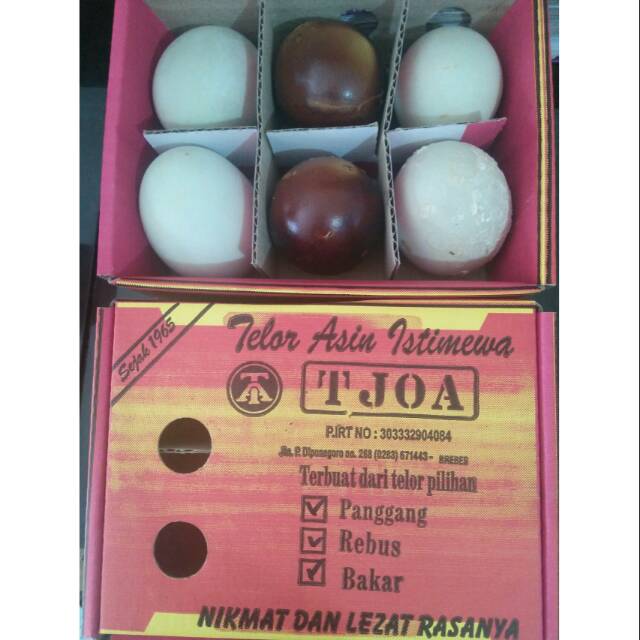 Sejak 1965
Telor Asin Istimewa
TJOA
P.IRT NO : 303332904084
Jln. P. Diponegoro no. 268 (0283) 671443 - BREBES
Terbuat dari telor pilihan
Panggang
Rebus
Bakar
NIKMAT DAN LEZAT RASANYA